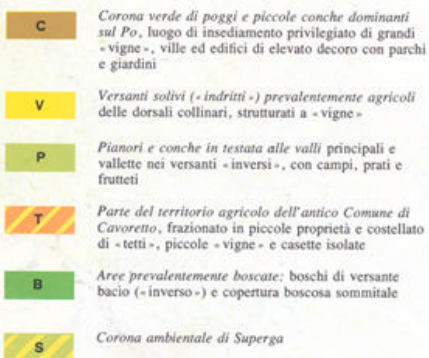 C
Corona verde di poggi e piccole conche dominanti
sul Po, luogo di insediamento privilegiato di grandi
«vigne», ville ed edifici di elevato decoro con parchi
e giardini
V
Versanti solivi («indritti») prevalentemente agricoli
delle dorsali collinari, strutturati a «vigne»
P
Pianori e conche in testata alle valli principali e
vallette nei versanti «inversi», con campi, prati e
frutteti
T
Parte del territorio agricolo dell'antico Comune di
Cavoretto, frazionato in piccole proprietà e costellato
di «tetti», piccole «vigne» e casette isolate
B
Aree prevalentemente boscate: boschi di versante
bacio («inverso») e copertura boscosa sommitale
S
Corona ambientale di Superga